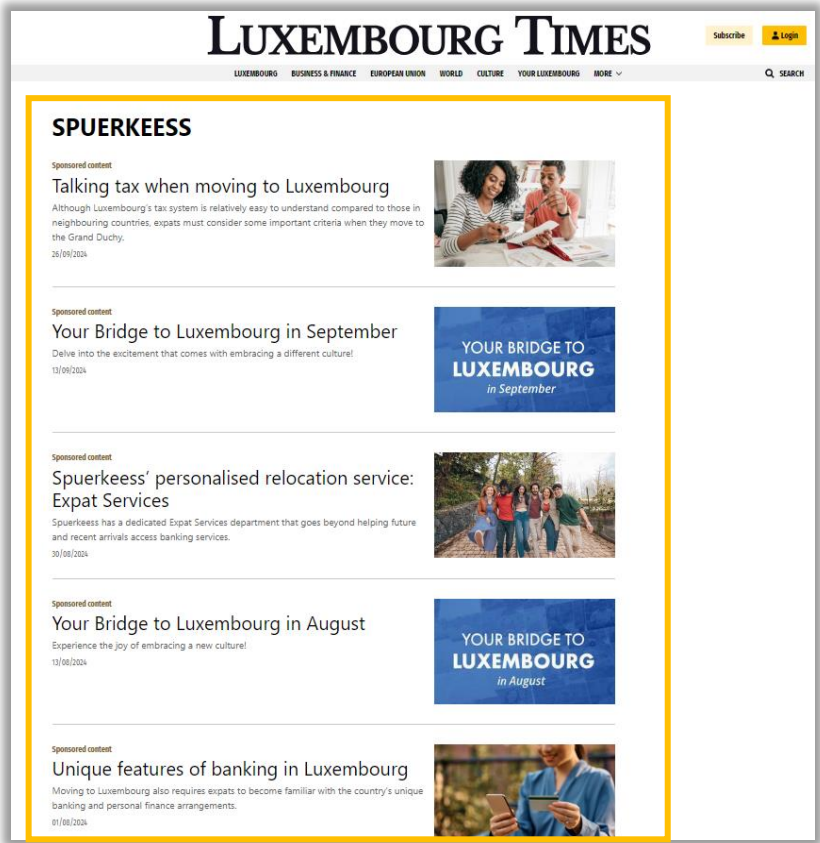 LUXEMBOURG TIMES
Subscribe
Login
LUXEMBOURG BUSINESS & FINANCE EUROPEAN UNION WORLD CULTURE YOUR LUXEMBOURG MORE
SEARCH
SPUERKEESS
Sponsored content
Talking tax when moving to Luxembourg
Although Luxembourg's tax system is relatively easy to understand compared to those in
neighbouring countries, expats must consider some important criteria when they move to
the Grand Duchy.
26/09/2024
Sponsored content
Your Bridge to Luxembourg in September
Delve into the excitement that comes with embracing a different culture!
13/09/2024
YOUR BRIDGE TO
LUXEMBOURG
in September
Sponsored content
Spuerkeess' personalised relocation service:
Expat Services
Spuerkeess has a dedicated Expat Services department that goes beyond helping future
and recent arrivals access banking services.
30/08/2024
Sponsored content
Your Bridge to Luxembourg in August
Experience the joy of embracing a new culture!
13/08/2024
YOUR BRIDGE TO
LUXEMBOURG
in August
Sponsored content
Unique features of banking in Luxembourg
Moving to Luxembourg also requires expats to become familiar with the country's unique
banking and personal finance arrangements.
01/08/2024